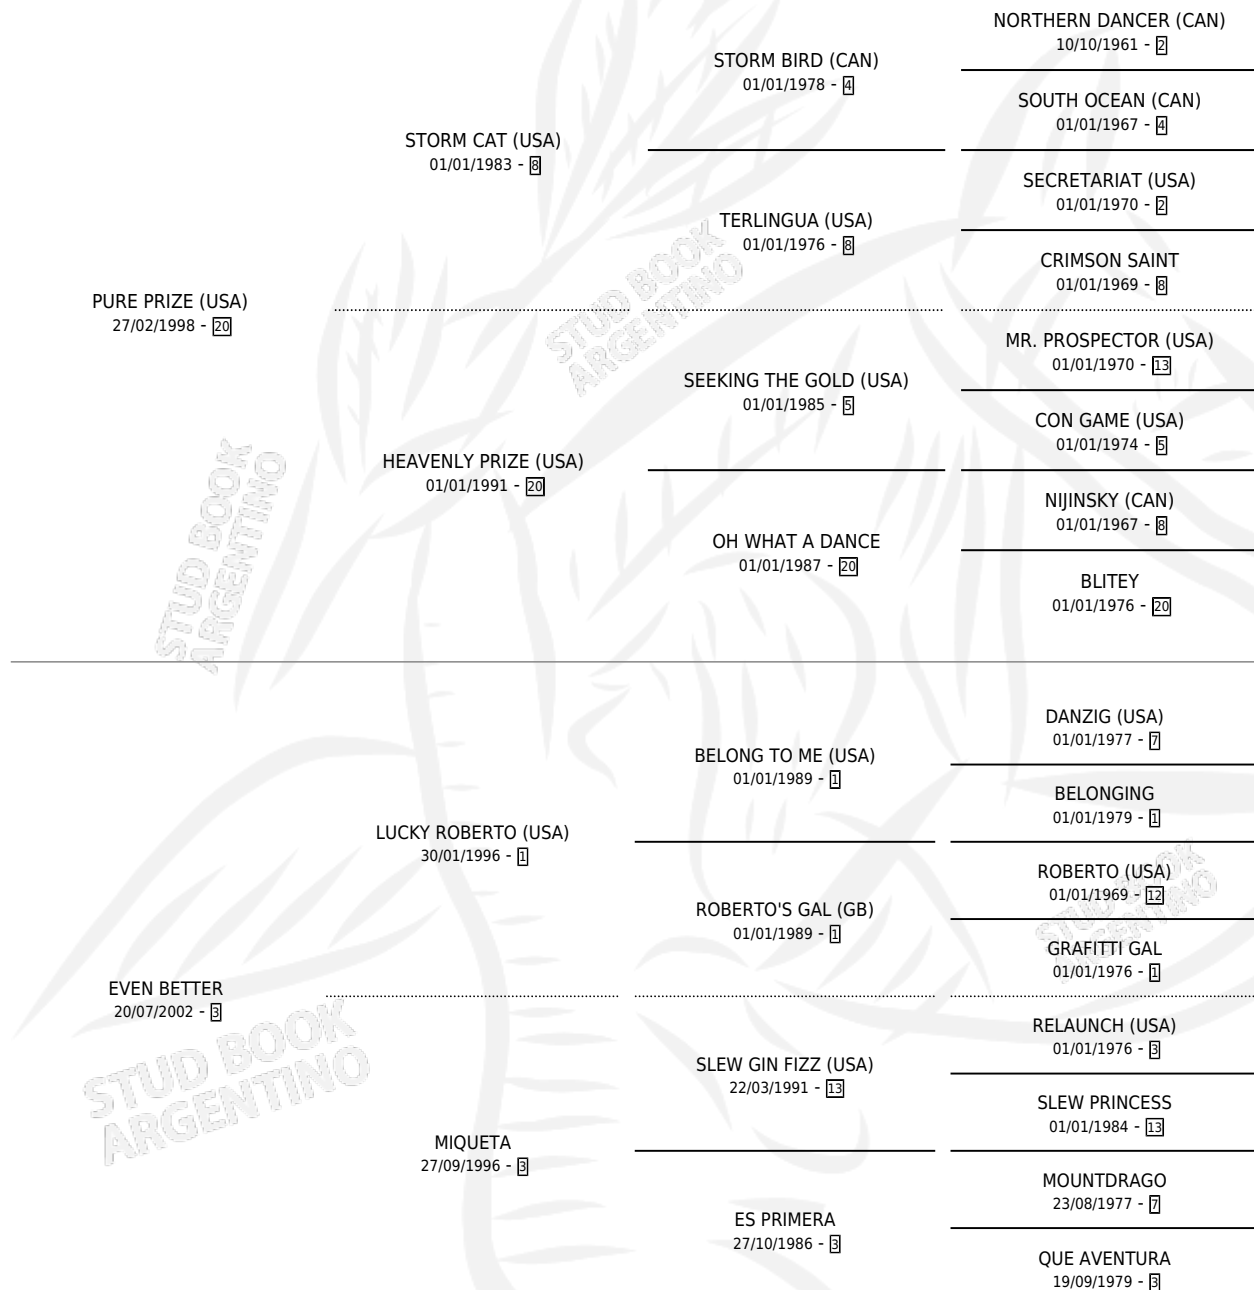 NORTHERN DANCER (CAN)
10/10/1961 - 2
STORM BIRD (CAN)
01/01/1978 - 4
SOUTH OCEAN (CAN)
01/01/1967 - 4
STORM CAT (USA)
01/01/1983 - 8
SECRETARIAT (USA)
01/01/1970 - 2
TERLINGUA (USA)
01/01/1976 - 8
CRIMSON SAINT
01/01/1969 - 8
PURE PRIZE (USA)
27/02/1998 - 20
MR. PROSPECTOR (USA)
01/01/1970 - 13
SEEKING THE GOLD (USA)
01/01/1985 - 5
CON GAME (USA)
01/01/1974 - 5
HEAVENLY PRIZE (USA)
01/01/1991 - 20
NIJINSKY (CAN)
01/01/1967 - 8
OH WHAT A DANCE
01/01/1987 - 20
BLITEY
01/01/1976 - 20
DANZIG (USA)
01/01/1977 - 7
BELONG TO ME (USA)
01/01/1989 - 1
BELONGING
01/01/1979 - 1
LUCKY ROBERTO (USA)
30/01/1996 - 1
ROBERTO (USA)
01/01/1969 - 12
ROBERTO'S GAL (GB)
01/01/1989 - 1
GRAFITTI GAL
01/01/1976 - 1
EVEN BETTER
20/07/2002 - 3
RELAUNCH (USA)
01/01/1976 - 3
SLEW GIN FIZZ (USA)
22/03/1991 - 13
SLEW PRINCESS
01/01/1984 - 13
MIQUETA
27/09/1996 - 3
MOUNTDRAGO
23/08/1977 - 7
ES PRIMERA
27/10/1986 - 3
QUE AVENTURA
19/09/1979 - 3
STUD BOOK
ARGENTINO
STUD BOOK
ARGENTINO
STUD BOOK
ARGENTINO
STUD BOOK
ARGENTINO